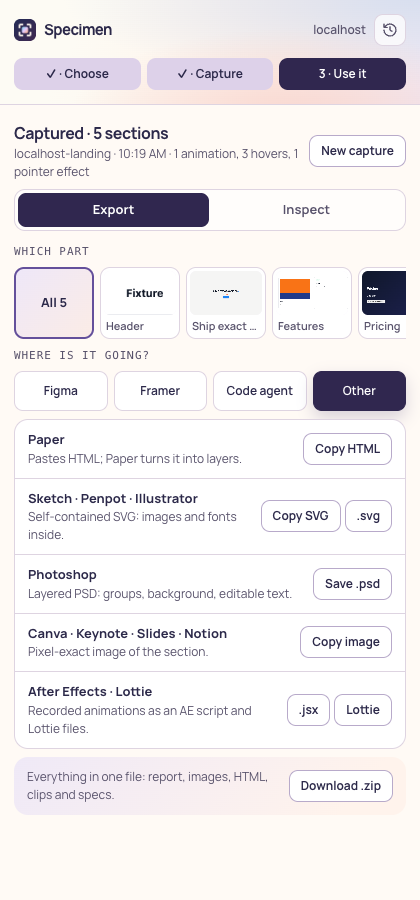 Specimen
localhost
✓ · Choose
✓ · Capture
3 · Use it
Captured · 5 sections
localhost-landing · 10:19 AM · 1 animation, 3 hovers, 1
pointer effect
New capture
Export
Inspect
WHICH PART
All 5
Fixture
Header
Ship exact ...
Features
Pricing
WHERE IS IT GOING?
Figma
Framer
Code agent
Other
Paper
Pastes HTML; Paper turns it into layers.
Copy HTML
Sketch · Penpot · Illustrator
Self-contained SVG: images and fonts
inside.
Copy SVG
.svg
Photoshop
Layered PSD: groups, background, editable text.
Save .psd
Canva · Keynote · Slides · Notion
Pixel-exact image of the section.
Copy image
After Effects · Lottie
Recorded animations as an AE script and
Lottie files.
.jsx
Lottie
Everything in one file: report, images, HTML,
clips and specs.
Download .zip